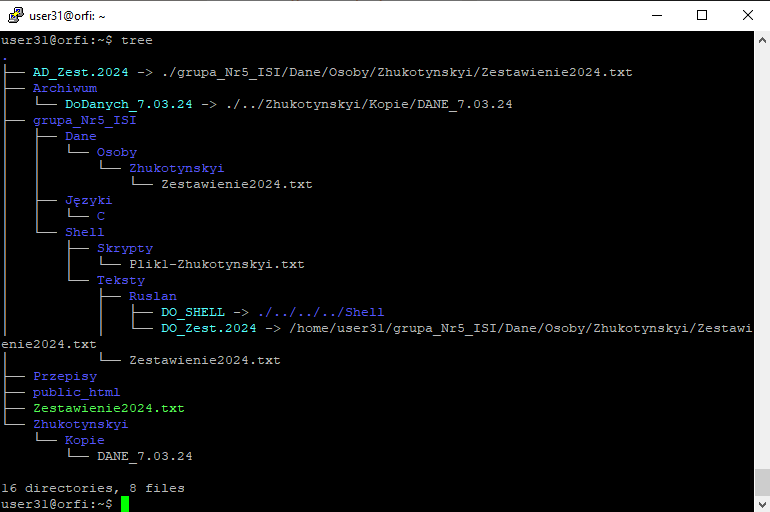 user31@orfi: ~
user31@orfi:~$ tree
.
├── AD_Zest.2024 -> ./grupa_Nr5_ISI/Dane/Osoby/Zhukotynskyi/Zestawienie2024.txt
├── Archiwum
│   └── DoDanych_7.03.24 -> ./../Zhukotynskyi/Kopie/DANE_7.03.24
├── grupa_Nr5_ISI
│   ├── Dane
│   │   └── Osoby
│   │       └── Zhukotynskyi
│   │           └── Zestawienie2024.txt
│   ├── Języki
│   │   └── C
│   └── Shell
│       ├── Skrypty
│       │   └── Plik1-Zhukotynskyi.txt
│       └── Teksty
│           ├── Ruslan
│           │   ├── DO_SHELL -> ./../../../Shell
│           │   └── DO_Zest.2024 -> /home/user31/grupa_Nr5_ISI/Dane/Osoby/Zhukotynskyi/Zestawi
enie2024.txt
│           └── Zestawienie2024.txt
├── Przepisy
├── public_html
├── Zestawienie2024.txt
└── Zhukotynskyi
    └── Kopie
        └── DANE_7.03.24
16 directories, 8 files
user31@orfi:~$